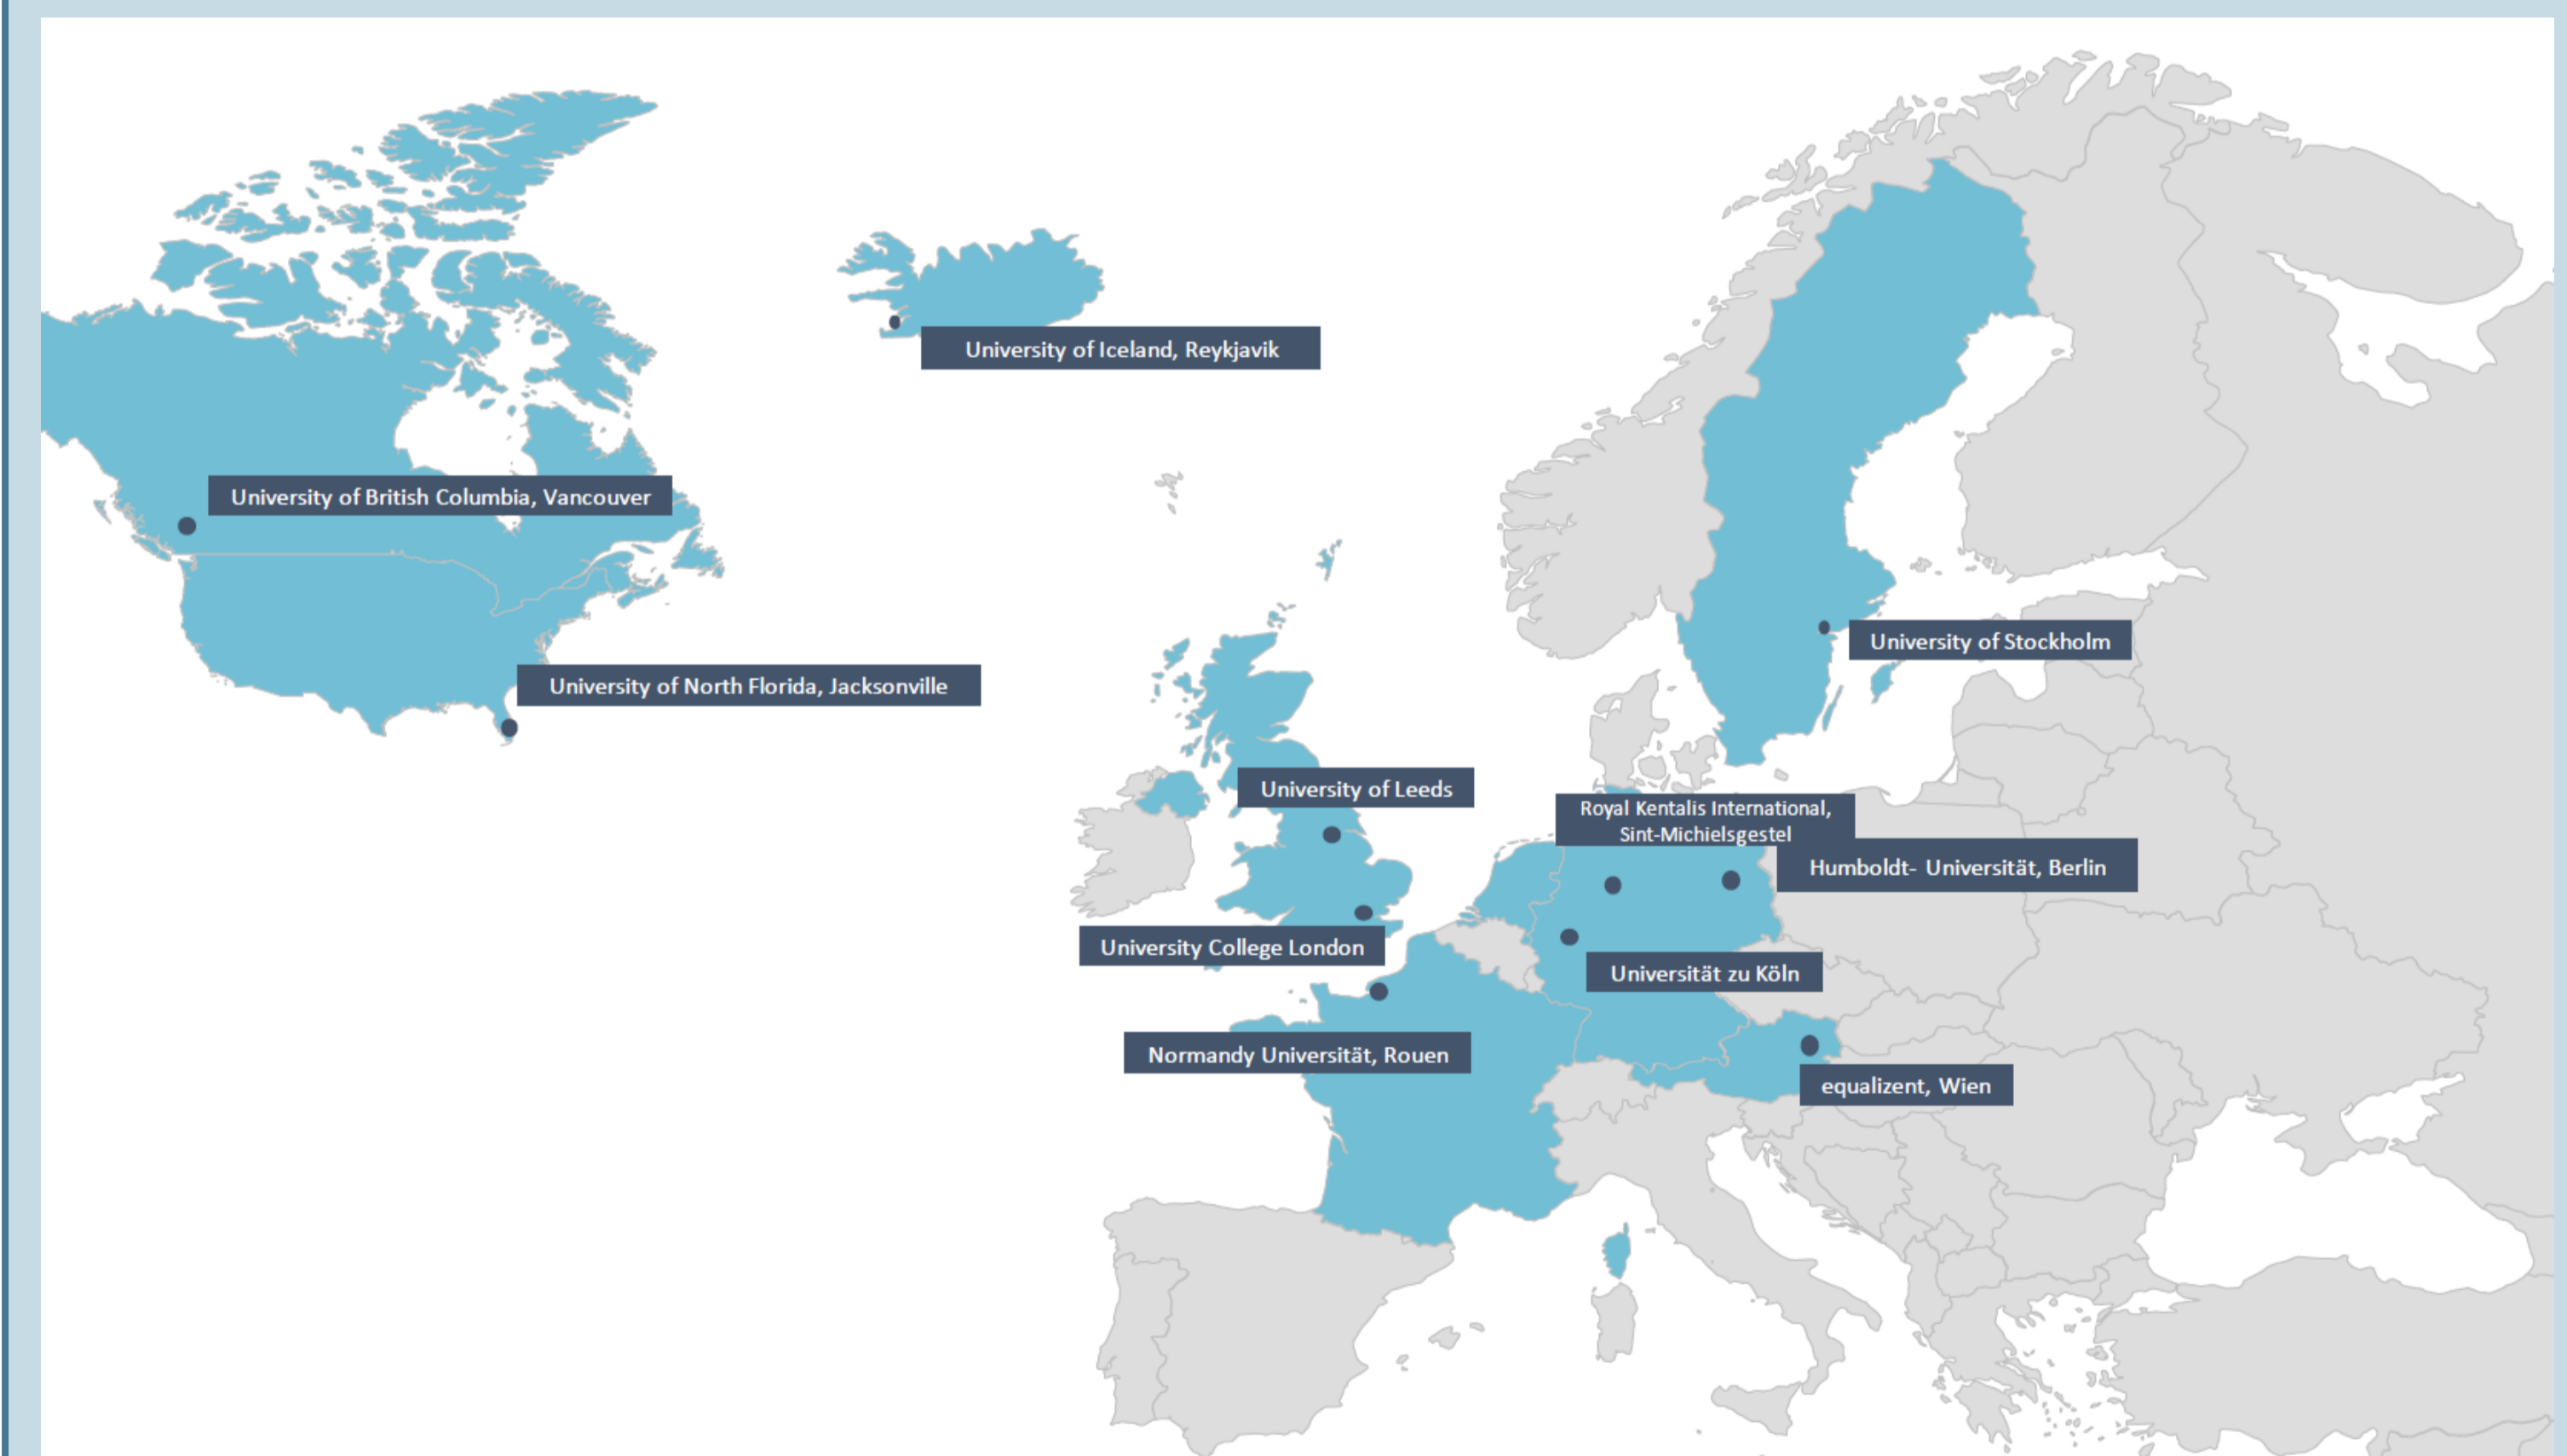 University of Iceland, Reykjavik
University of British Columbia, Vancouver
University of Stockholm
University of North Florida, Jacksonville
University of Leeds
Royal Kentalis International,
Sint-Michielsgestel
Humboldt- Universität, Berlin
University College London
Universität zu Köln
Normandy Universität, Rouen
equalizent, Wien